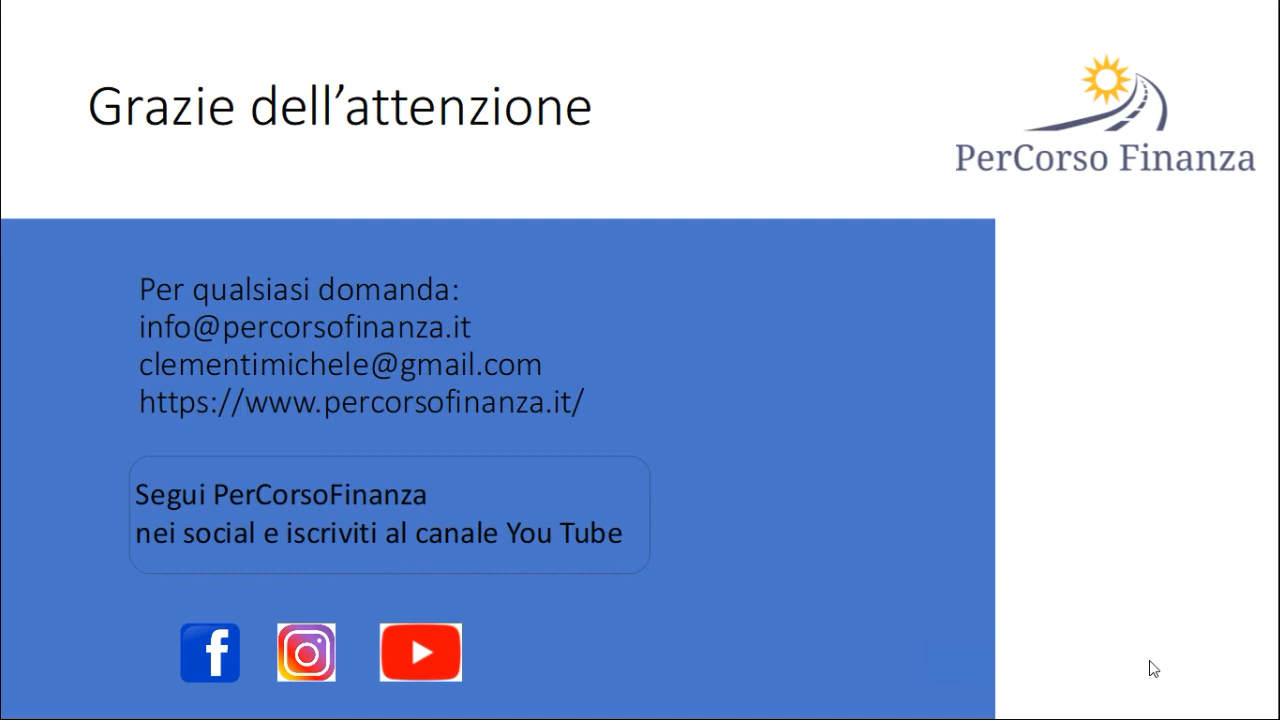 Grazie dell’attenzione
PerCorso Finanza
Per qualsiasi domanda:
info@percorsofinanza.it
clementimichele@gmail.com
https://www.percorsofinanza.it/
Segui PerCorsoFinanza
nei social e iscriviti al canale You Tube